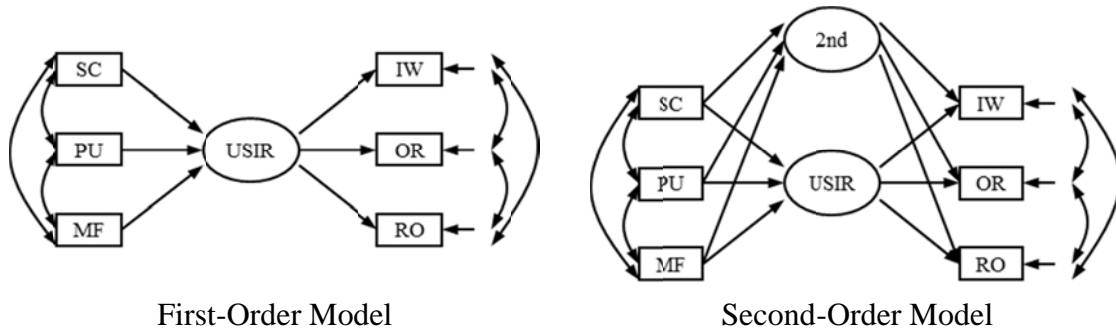 SC
PU
MF
USIR
IW
OR
RO
First-Order Model
2nd
SC
PU
MF
USIR
IW
OR
RO
Second-Order Model